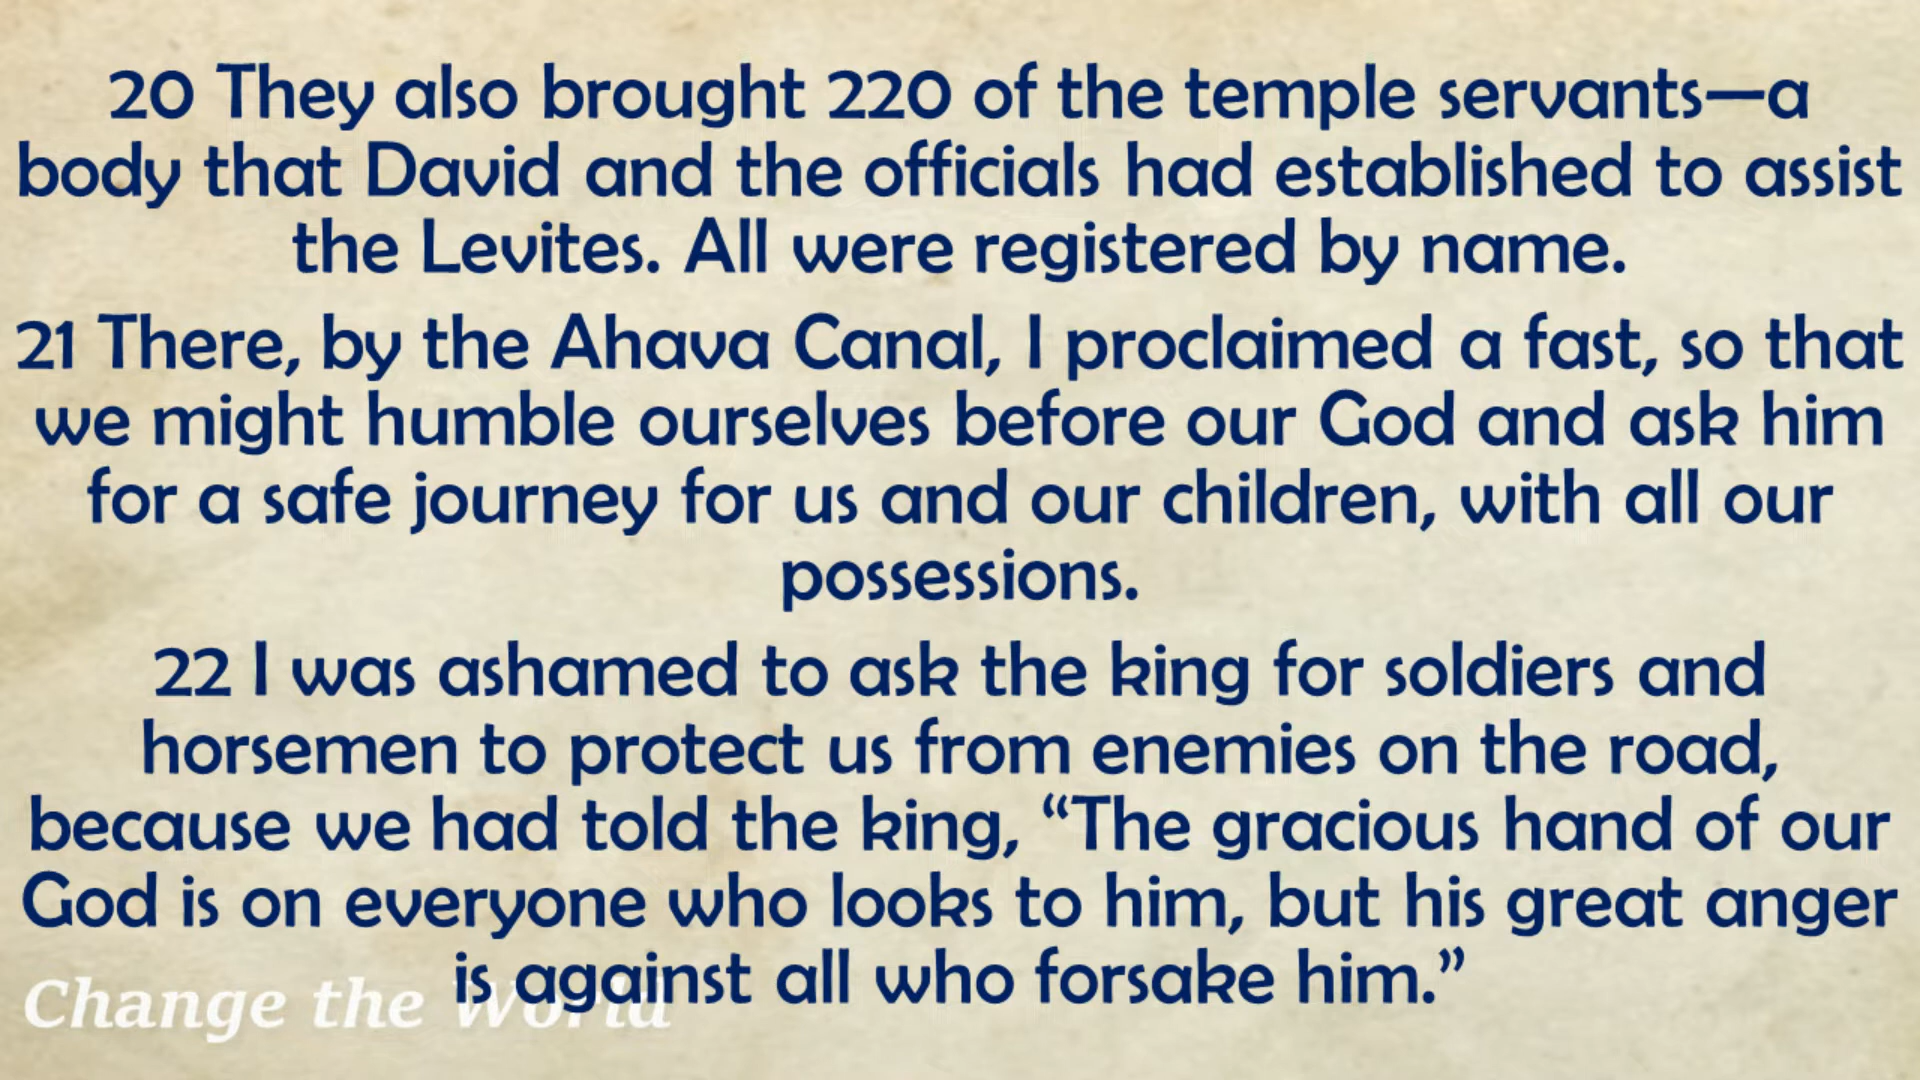 20 They also brought 220 of the temple servants—a
body that David and the officials had established to assist
the Levites. All were registered by name.
21 There, by the Ahava Canal, I proclaimed a fast, so that
we might humble ourselves before our God and ask him
for a safe journey for us and our children, with all our
possessions.
22 I was ashamed to ask the king for soldiers and
horsemen to protect us from enemies on the road,
because we had told the king, “The gracious hand of our
God is on everyone who looks to him, but his great anger
is against all who forsake him.”
Change the World